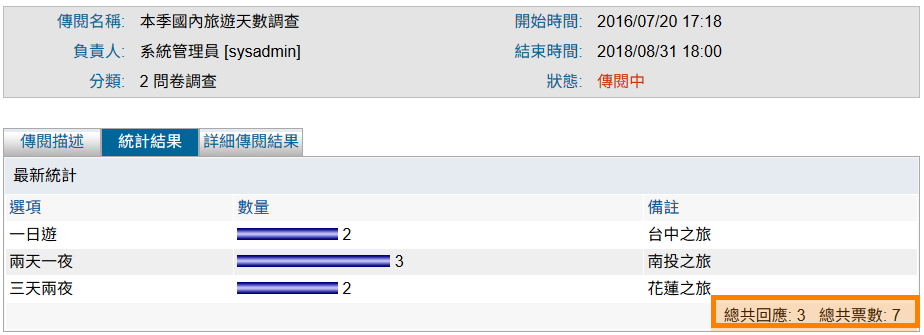 傳閱名稱: 本季國內旅遊天數調查 開始時間: 2016/07/20 17:18
負責人: 系統管理員 [sysadmin] 結束時間: 2018/08/31 18:00
分類: 2 問卷調查 狀態: 傳閱中
傳閱描述 統計結果 詳細傳閱結果
最新統計
選項 數量 備註
一日遊 2 台中之旅
兩天一夜 3 南投之旅
三天兩夜 2 花蓮之旅
總共回應: 3 總共票數: 7